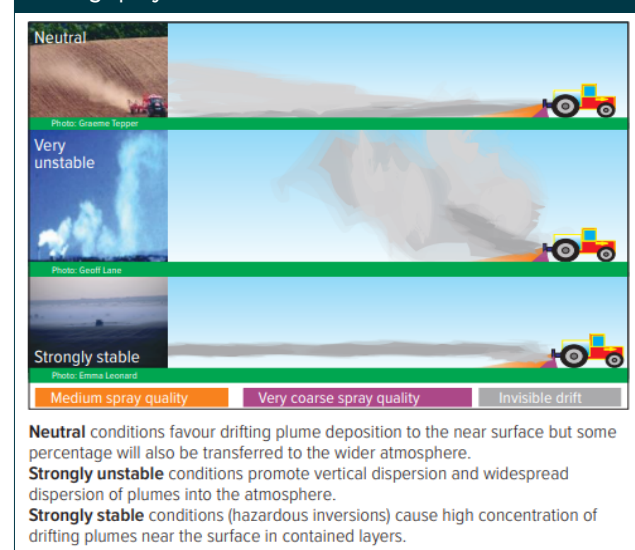 Neutral
Photo: Graeme Tepper
Very
unstable
Photo: Geoff Lane
Strongly stable
Photo: Emma Leonard
Medium spray quality
Very coarse spray quality
Invisible drift
Neutral conditions favour drifting plume deposition to the near surface but some
percentage will also be transferred to the wider atmosphere.
Strongly unstable conditions promote vertical dispersion and widespread
dispersion of plumes into the atmosphere.
Strongly stable conditions (hazardous inversions) cause high concentration of
drifting plumes near the surface in contained layers.